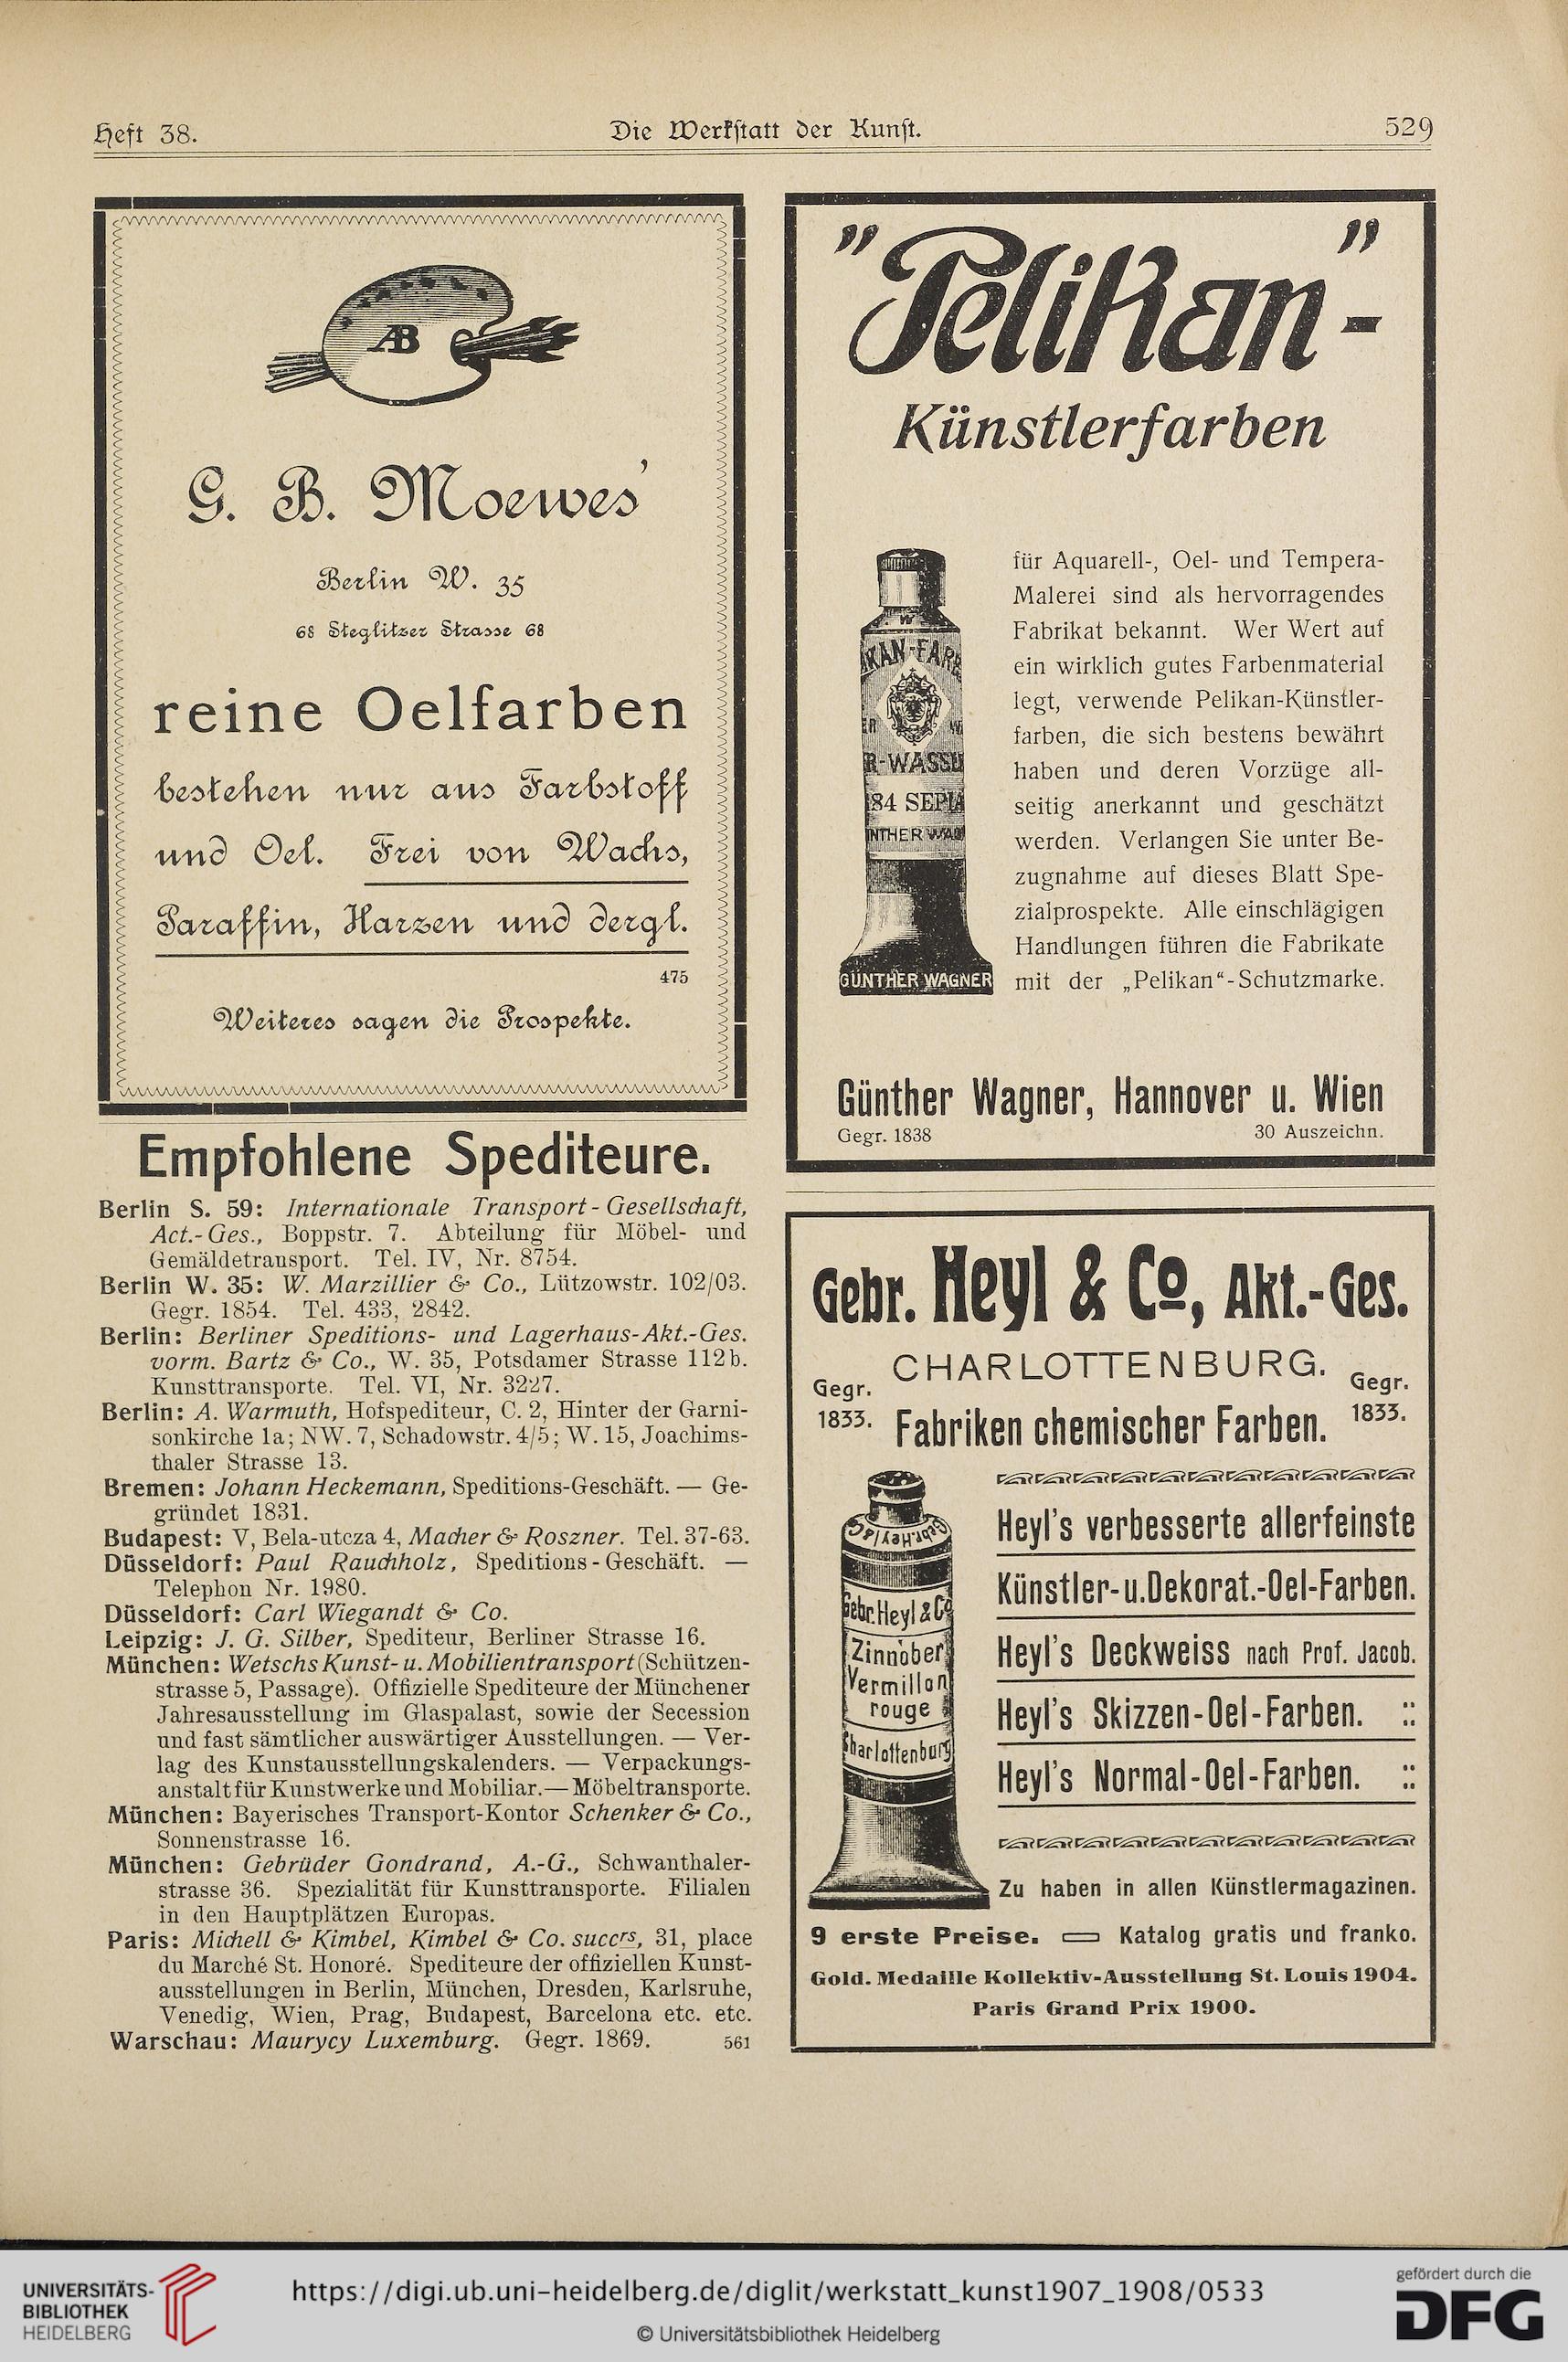 Heft 38.
Die Werkstatt der Kunst.
529
AB
G. B. Moewes'
Berlin W. 35
68 Steglitzer Strasse 68
reine Oelfarben
bestehen nur aus Farbstoff
und Oel. Frei von Wachs,
Paraffin, Harzen und dergl.
475
Weiteres sagen die Prospekte.
Empfohlene Spediteure.
Berlin S. 59: Internationale Transport-Gesellschaft,
Act.-Ges., Boppstr. 7. Abteilung für Möbel- und
Gemäldetransport. Tel. IV, Nr. 8754.
Berlin W. 35: W. Marzillier & Co., Lützowstr. 102/03.
Gegr. 1854. Tel. 433, 2842.
Berlin: Berliner Speditions- und Lagerhaus-Akt.-Ges.
vorm. Bartz & Co., W. 35, Potsdamer Strasse 112b.
Kunsttransporte. Tel. VI, Nr. 3227.
Berlin: A. Warmuth, Hofspediteur, C. 2, Hinter der Garni-
sonkirche 1a; NW. 7, Schadowstr. 4/5; W. 15, Joachims-
thaler Strasse 13.
Bremen: Johann Heckemann, Speditions-Geschäft. — Ge-
gründet 1831.
Budapest: V, Bela-utcza 4, Macher & Roszner. Tel. 37-63.
Düsseldorf: Paul Rauchholz, Speditions-Geschäft. —
Telephon Nr. 1980.
Düsseldorf: Carl Wiegandt & Co.
Leipzig: J. G. Silber, Spediteur, Berliner Strasse 16.
München: Wetschs Kunst- u. Mobilientransport (Schützen-
strasse 5, Passage). Offizielle Spediteure der Münchener
Jahresausstellung im Glaspalast, sowie der Secession
und fast sämtlicher auswärtiger Ausstellungen. — Ver-
lag des Kunstausstellungskalenders. — Verpackungs-
anstalt für Kunstwerke und Mobiliar. — Möbeltransporte.
München: Bayerisches Transport-Kontor Schenker & Co.,
Sonnenstrasse 16.
München: Gebrüder Gondrand, A.-G., Schwanthaler-
strasse 36. Spezialität für Kunsttransporte. Filialen
in den Hauptplätzen Europas.
Paris: Michell & Kimbel, Kimbel & Co. succrs, 31, place
du Marché St. Honoré. Spediteure der offiziellen Kunst-
ausstellungen in Berlin, München, Dresden, Karlsruhe,
Venedig, Wien, Prag, Budapest, Barcelona etc. etc.
Warschau: Maurycy Luxemburg. Gegr. 1869. 561
"Pelikan"-
Künstlerfarben
W
KAN-FARB
ER W
R-WASSE
84 SEPIA
NTHER WAG
GÜNTHER WAGNER
für Aquarell-, Oel- und Tempera-
Malerei sind als hervorragendes
Fabrikat bekannt. Wer Wert auf
ein wirklich gutes Farbenmaterial
legt, verwende Pelikan-Künstler-
farben, die sich bestens bewährt
haben und deren Vorzüge all-
seitig anerkannt und geschätzt
werden. Verlangen Sie unter Be-
zugnahme auf dieses Blatt Spe-
zialprospekte. Alle einschlägigen
Handlungen führen die Fabrikate
mit der „Pelikan“-Schutzmarke.
Günther Wagner, Hannover u. Wien
Gegr. 1838
30 Auszeichn.
Gebr. Heyl & Co, Akt.-Ges.
CHARLOTTENBURG.
Gegr. 1833.
Gegr. 1833.
Fabriken chemischer Farben.
Gebr. Heyl & C
Gebr. Heyl & Co
Zinnober
Vermillon
rouge
Charlottenburg
Heyl's verbesserte allerfeinste
Künstler- u. Dekorat.-Oel-Farben.
Heyl's Deckweiss nach Prof. Jacob.
Heyl's Skizzen-Oel-Farben. ::
Heyl's Normal-Oel-Farben. ::
Zu haben in allen Künstlermagazinen.
9 erste Preise. Katalog gratis und franko.
Gold. Medaille Kollektiv-Ausstellung St. Louis 1904.
Paris Grand Prix 1900.
UNIVERSITÄTS-
BIBLIOTHEK
HEIDELBERG
https://digi.ub.uni-heidelberg.de/diglit/werkstatt_kunst1907_1908/0533
© Universitätsbibliothek Heidelberg
gefördert durch die
DFG